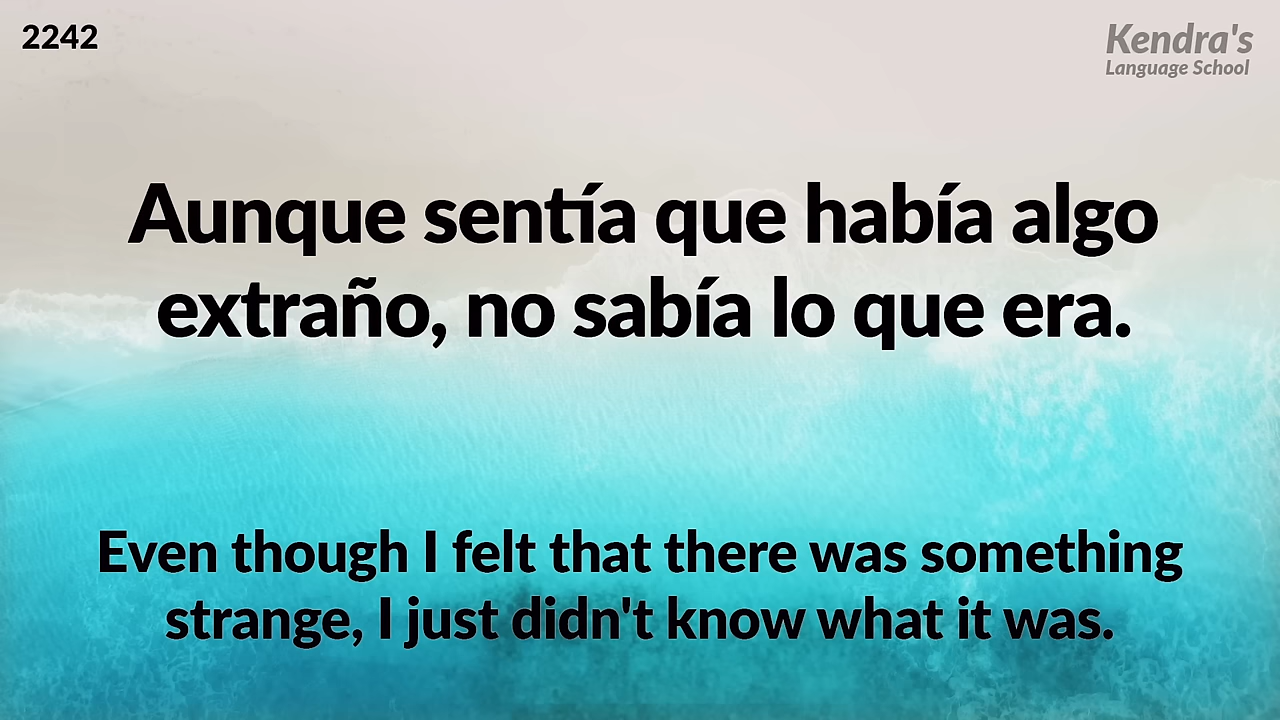 2242
Kendra's
Language School
Aunque sentía que había algo
extraño, no sabía lo que era.
Even though I felt that there was something
strange, I just didn't know what it was.